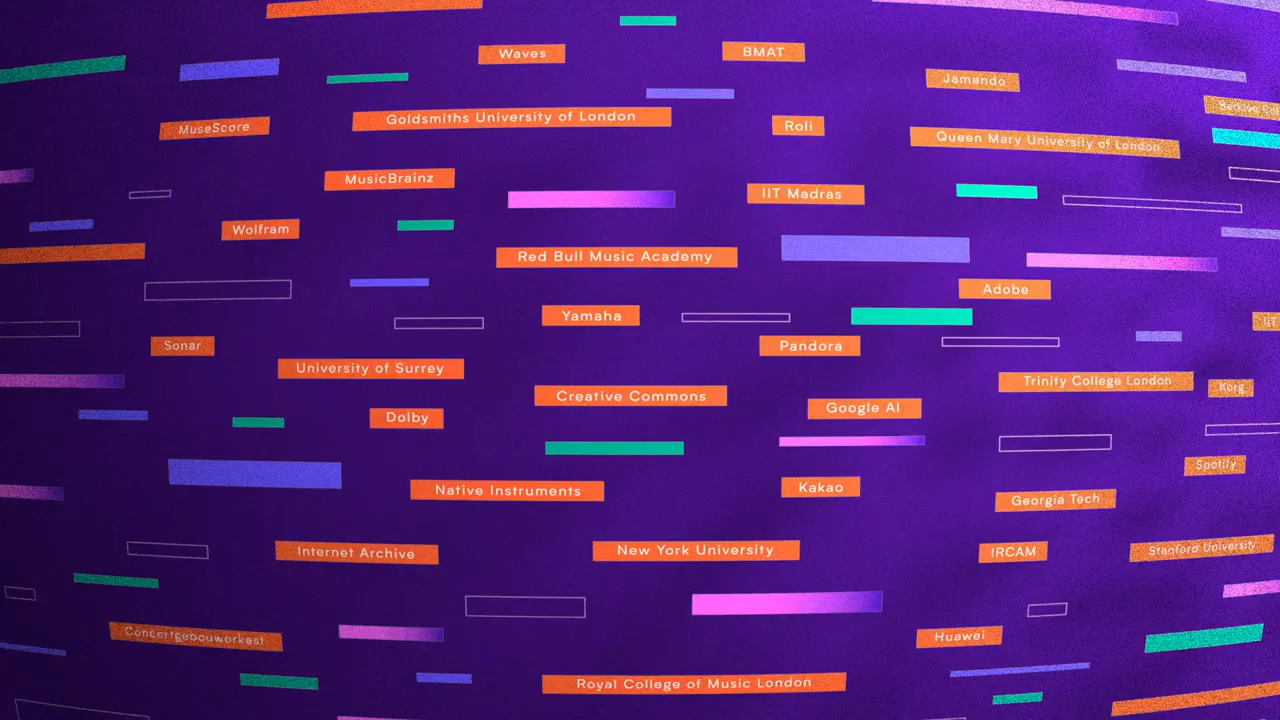 Waves
BMAT
Jamendo
MuseScore
Goldsmiths University of London
Roli
Queen Mary University of London
MusicBrainz
IIT Madras
Wolfram
Red Bull Music Academy
Adobe
Yamaha
Sonar
Pandora
University of Surrey
Trinity College London
Korg
Creative Commons
Dolby
Google AI
Spotify
Native Instruments
Kakao
Georgia Tech
Internet Archive
New York University
IRCAM
Stanford University
Concertgebouworkest
Huawei
Royal College of Music London